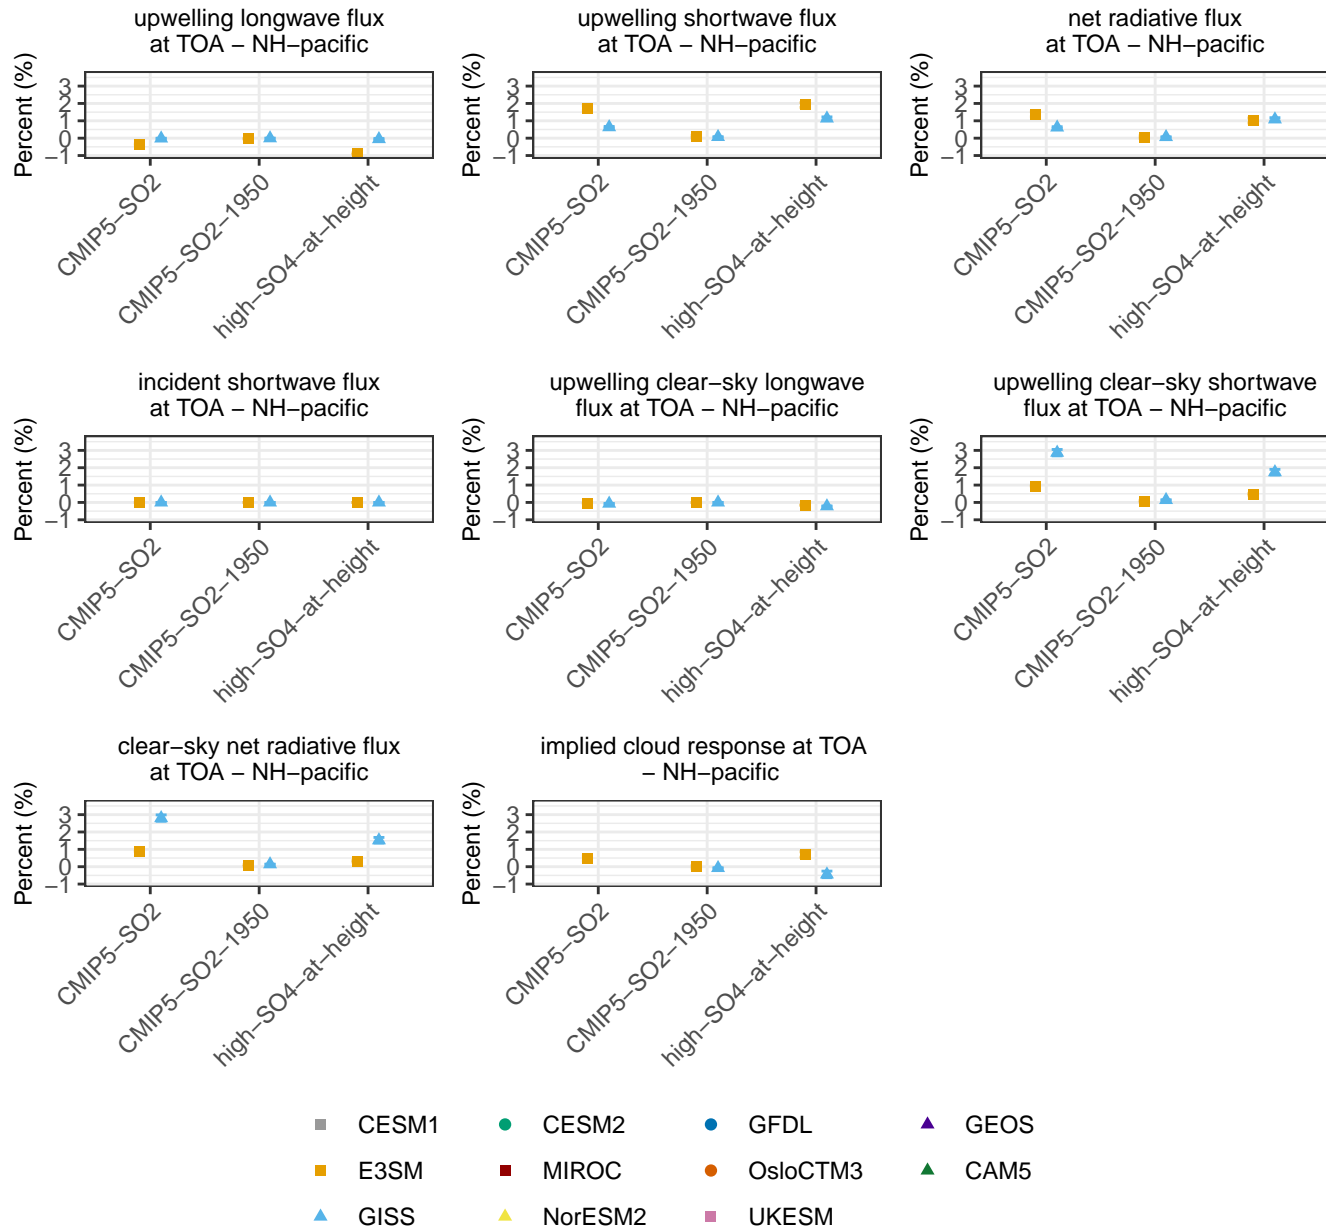 upwelling longwave flux
at TOA − NH−pacific
Percent (%)
3
2
1
0
−1
CMIP5−SO2
CMIP5−SO2−1950
high−SO4−at−height
upwelling shortwave flux
at TOA − NH−pacific
Percent (%)
3
2
1
0
−1
CMIP5−SO2
CMIP5−SO2−1950
high−SO4−at−height
net radiative flux
at TOA − NH−pacific
Percent (%)
3
2
1
0
−1
CMIP5−SO2
CMIP5−SO2−1950
high−SO4−at−height
incident shortwave flux
at TOA − NH−pacific
Percent (%)
3
2
1
0
−1
CMIP5−SO2
CMIP5−SO2−1950
high−SO4−at−height
upwelling clear−sky longwave
flux at TOA − NH−pacific
Percent (%)
3
2
1
0
−1
CMIP5−SO2
CMIP5−SO2−1950
high−SO4−at−height
upwelling clear−sky shortwave
flux at TOA − NH−pacific
Percent (%)
3
2
1
0
−1
CMIP5−SO2
CMIP5−SO2−1950
high−SO4−at−height
clear−sky net radiative flux
at TOA − NH−pacific
Percent (%)
3
2
1
0
−1
CMIP5−SO2
CMIP5−SO2−1950
high−SO4−at−height
implied cloud response at TOA
− NH−pacific
Percent (%)
3
2
1
0
−1
CMIP5−SO2
CMIP5−SO2−1950
high−SO4−at−height
CESM1
CESM2
GFDL
GEOS
E3SM
MIROC
OsloCTM3
CAM5
GISS
NorESM2
UKESM